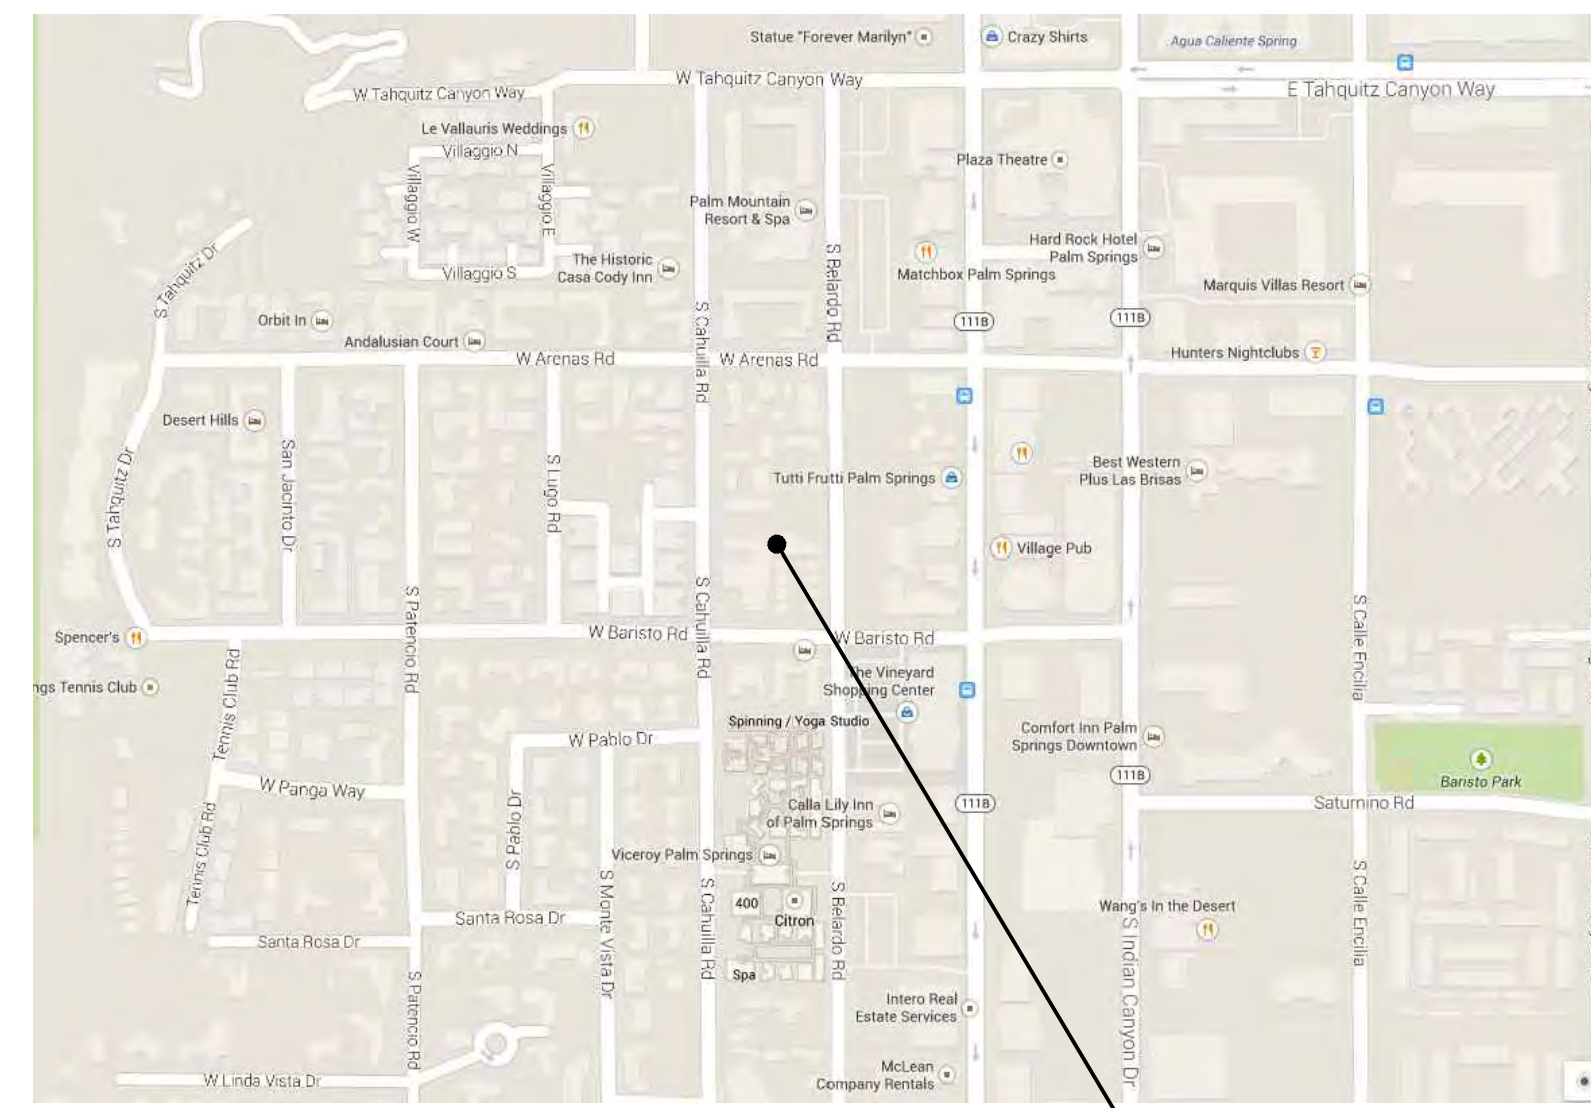 Statue "Forever Marilyn"
Crazy Shirts
Agua Caliente Spring
W Tahquitz Canyon Way
W Tahquitz Canyon Way
E Tahquitz Canyon Way
Le Vallauris Weddings
Villaggio N
Plaza Theatre
Villaggio W
Villaggio E
Palm Mountain
Resort & Spa
S Tahquitz Dr
Villaggio S
The Historic
Casa Cody Inn
S Belardo Rd
Matchbox Palm Springs
Hard Rock Hotel
Palm Springs
Marquis Villas Resort
Orbit In
Andalusian Court
S Cahuilla Rd
111B
111B
W Arenas Rd
W Arenas Rd
Hunters Nightclubs
Desert Hills
San Jacinto Dr
S Tahquitz Dr
S Lugo Rd
Tutti Frutti Palm Springs
Best Western
Plus Las Brisas
Village Pub
S Patencio Rd
S Cahuilla Rd
S Calle Encilia
Spencer's
W Baristo Rd
W Baristo Rd
ngs Tennis Club
Tennis Club Rd
The Vineyard
Shopping Center
Spinning / Yoga Studio
W Pablo Dr
Comfort Inn Palm
Springs Downtown
111B
Baristo Park
W Panga Way
S Pablo Dr
Calla Lily Inn
of Palm Springs
111B
Saturnino Rd
Tennis Club Rd
Viceroy Palm Springs
400
Citron
S Monte Vista Dr
S Cahuilla Rd
S Belardo Rd
Wang's In the Desert
S Indian Canyon Dr
S Calle Encilia
Santa Rosa Dr
Santa Rosa Dr
Spa
S Patencio Rd
Intero Real
Estate Services
W Linda Vista Dr
McLean
Company Rentals